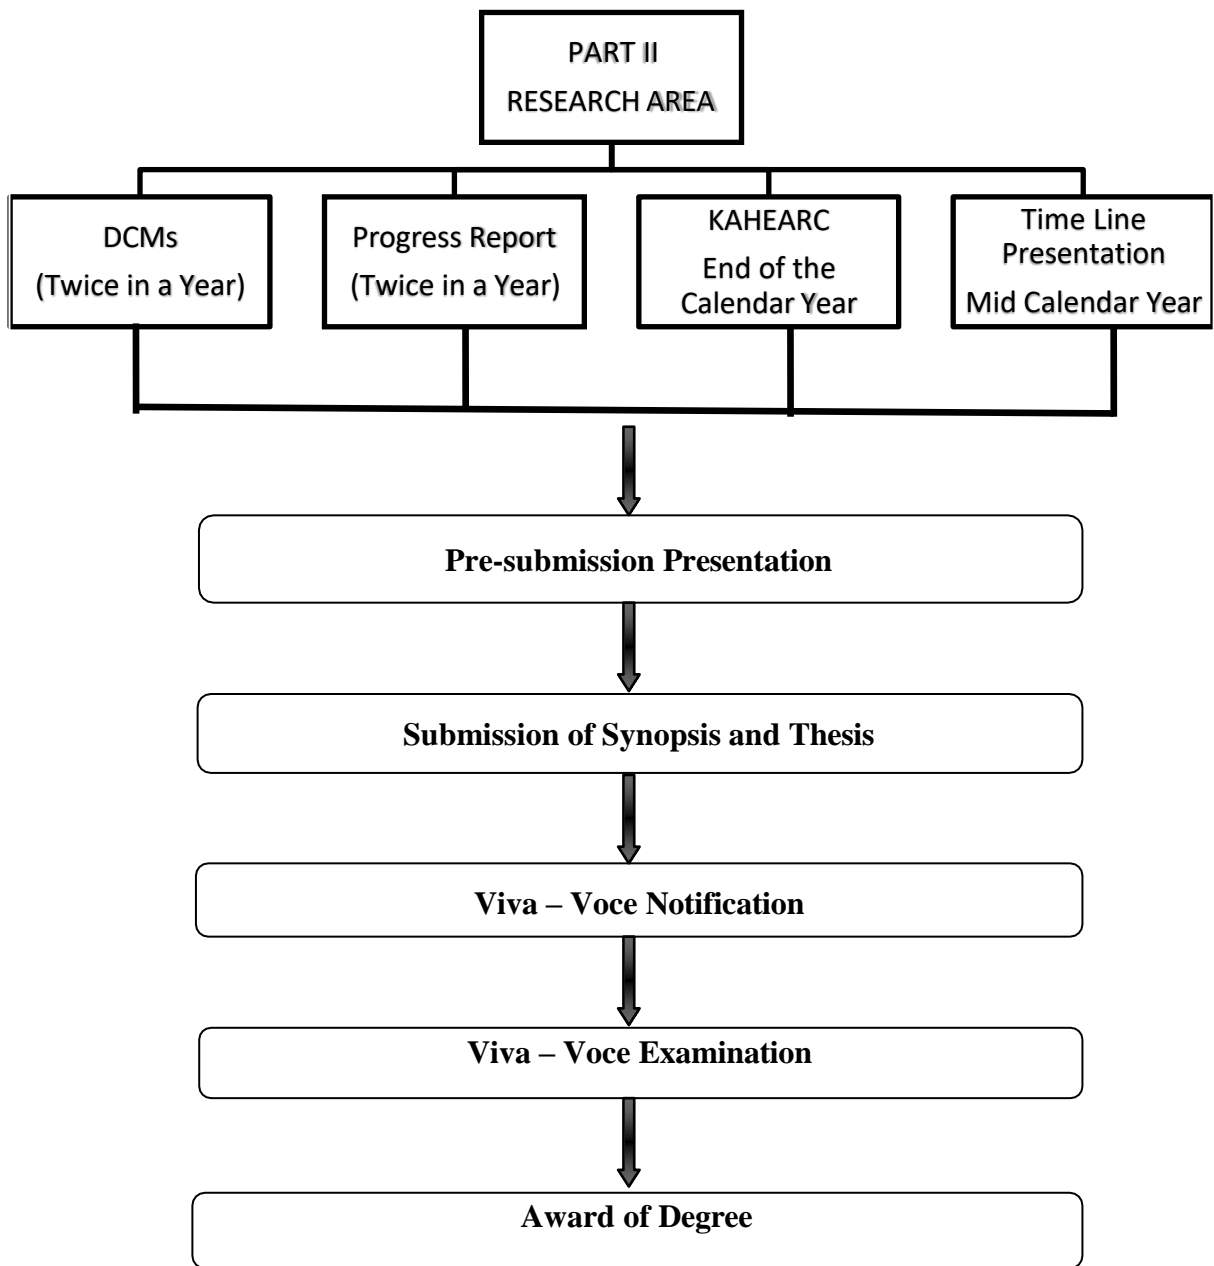 PART II
RESEARCH AREA
DCMs
(Twice in a Year)
Progress Report
(Twice in a Year)
KAHEARC
End of the
Calendar Year
Time Line
Presentation
Mid Calendar Year
Pre-submission Presentation
Submission of Synopsis and Thesis
Viva – Voce Notification
Viva – Voce Examination
Award of Degree